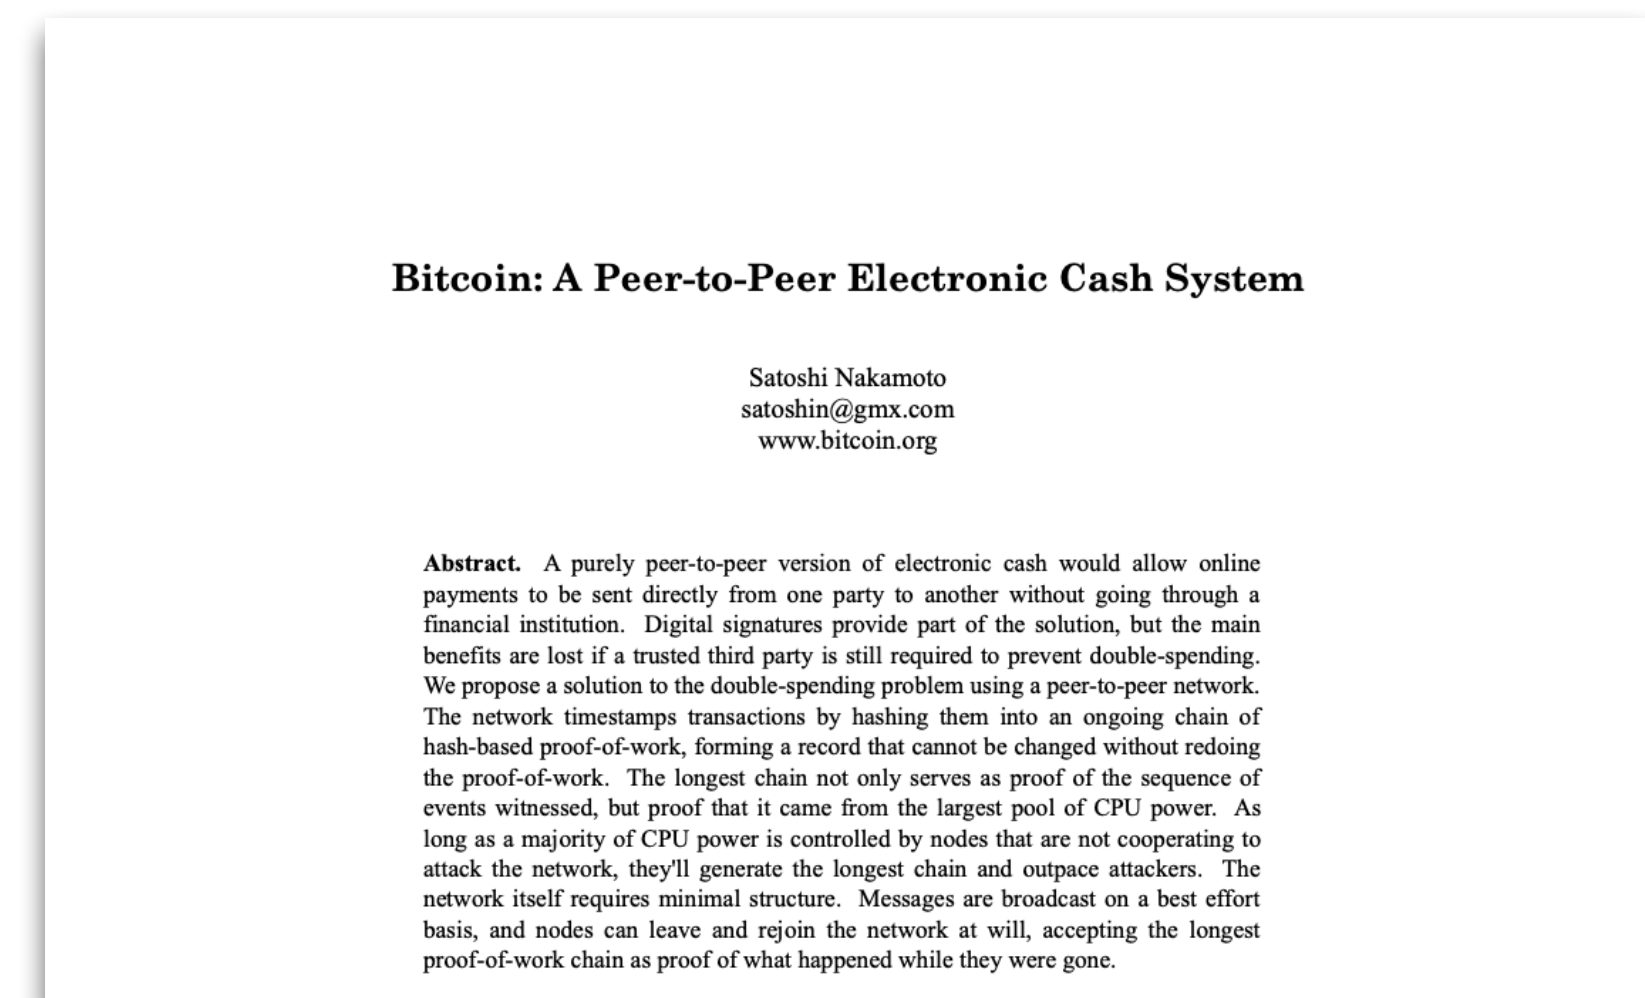 Bitcoin: A Peer-to-Peer Electronic Cash System
Satoshi Nakamoto
satoshin@gmx.com
www.bitcoin.org
Abstract. A purely peer-to-peer version of electronic cash would allow online
payments to be sent directly from one party to another without going through a
financial institution. Digital signatures provide part of the solution, but the main
benefits are lost if a trusted third party is still required to prevent double-spending.
We propose a solution to the double-spending problem using a peer-to-peer network.
The network timestamps transactions by hashing them into an ongoing chain of
hash-based proof-of-work, forming a record that cannot be changed without redoing
the proof-of-work. The longest chain not only serves as proof of the sequence of
events witnessed, but proof that it came from the largest pool of CPU power. As
long as a majority of CPU power is controlled by nodes that are not cooperating to
attack the network, they'll generate the longest chain and outpace attackers. The
network itself requires minimal structure. Messages are broadcast on a best effort
basis, and nodes can leave and rejoin the network at will, accepting the longest
proof-of-work chain as proof of what happened while they were gone.